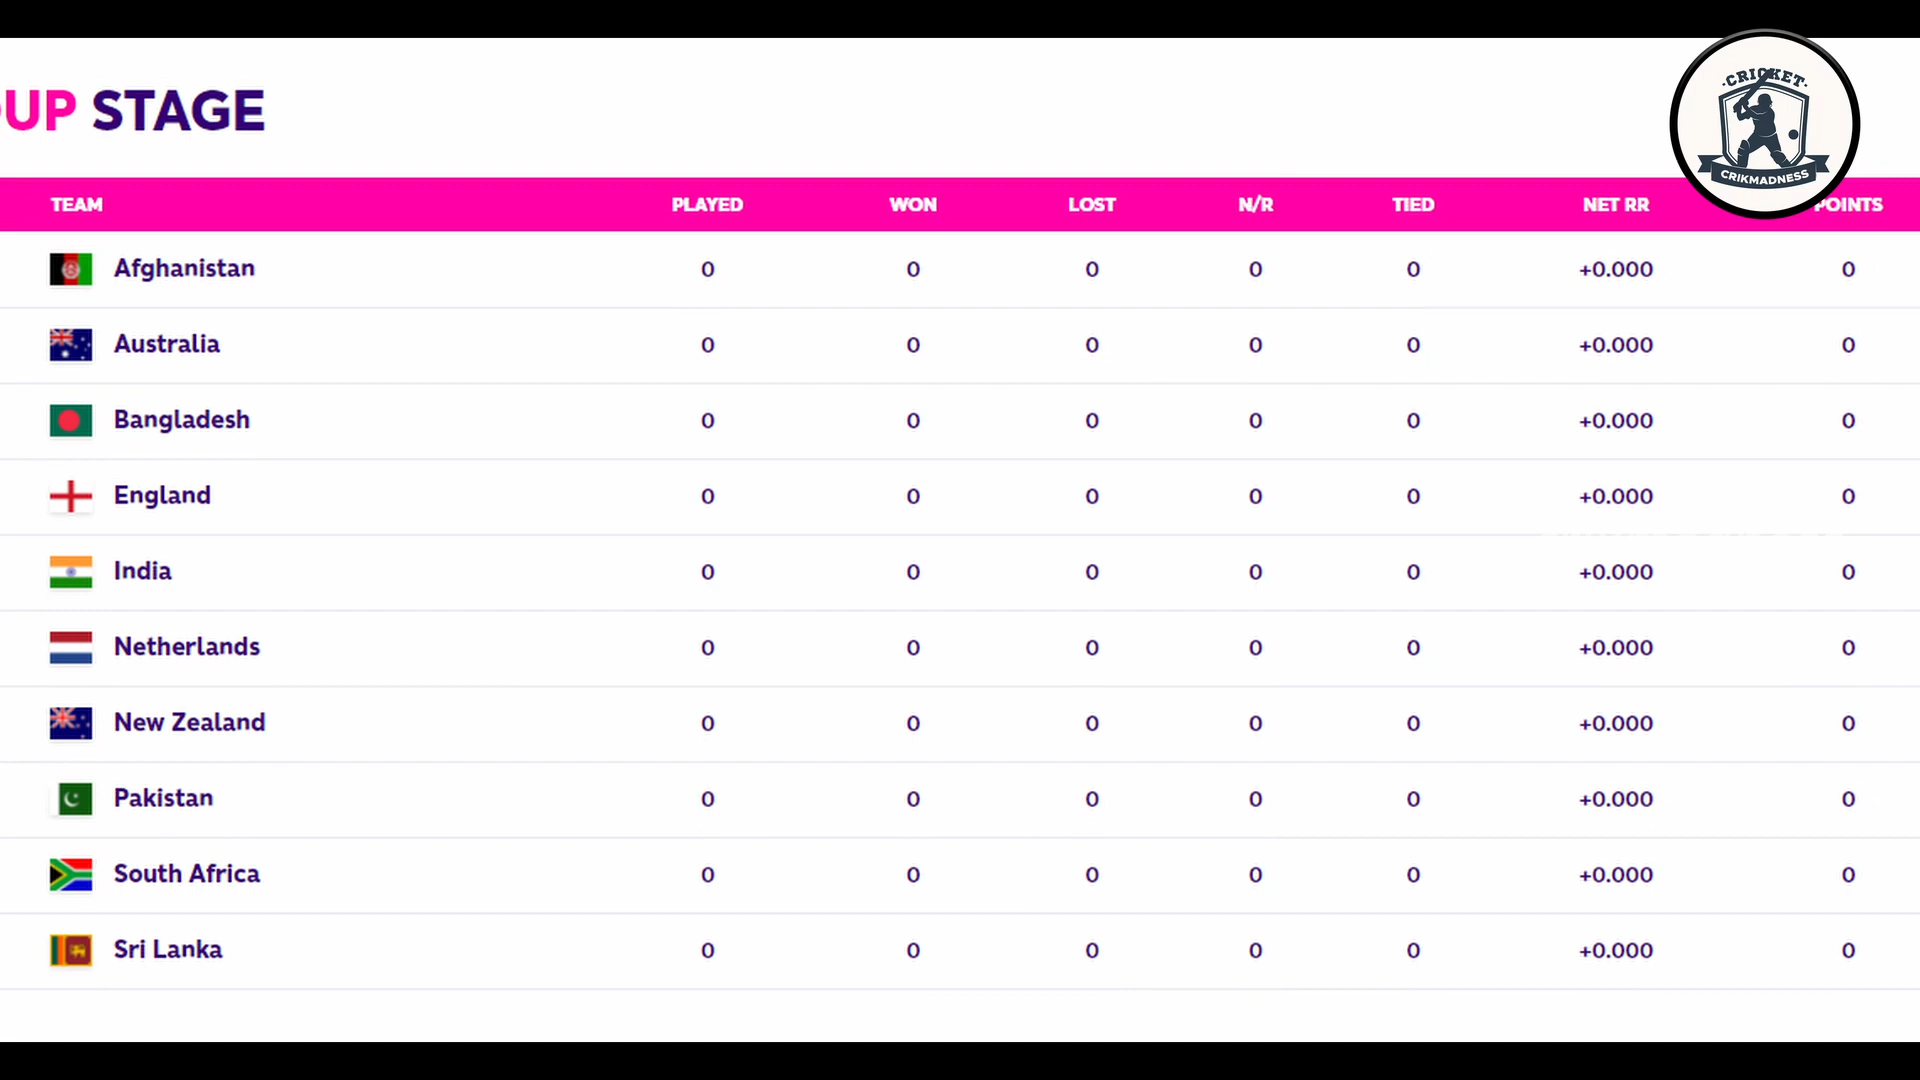 UP STAGE
CRICKET
CRIKMADNESS
TEAM PLAYED WON LOST N/R TIED NET RR POINTS
Afghanistan 0 0 0 0 0 +0.000 0
Australia 0 0 0 0 0 +0.000 0
Bangladesh 0 0 0 0 0 +0.000 0
England 0 0 0 0 0 +0.000 0
India 0 0 0 0 0 +0.000 0
Netherlands 0 0 0 0 0 +0.000 0
New Zealand 0 0 0 0 0 +0.000 0
Pakistan 0 0 0 0 0 +0.000 0
South Africa 0 0 0 0 0 +0.000 0
Sri Lanka 0 0 0 0 0 +0.000 0